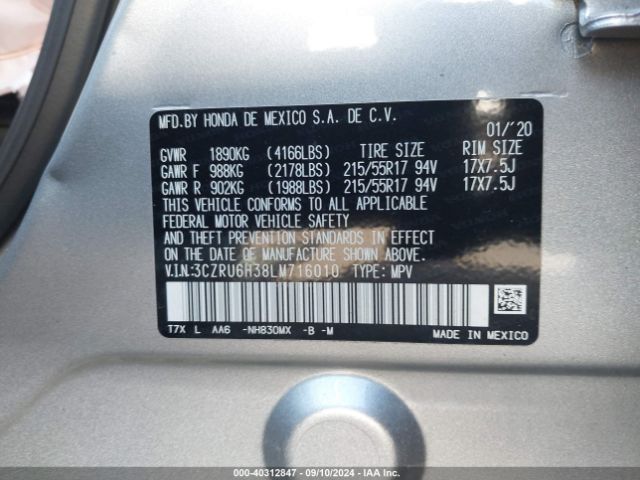 MFD.BY HONDA DE MEXICO S.A. DE C.V.
01/'20
GVWR 1890KG (4166LBS) TIRE SIZE RIM SIZE
GAWR F 988KG (2178LBS) 215/55R17 94V 17X7.5J
GAWR R 902KG (1988LBS) 215/55R17 94V 17X7.5J
THIS VEHICLE CONFORMS TO ALL APPLICABLE
FEDERAL MOTOR VEHICLE SAFETY
AND THEFT PREVENTION STANDARDS IN EFFECT
ON THE DATE OF MANUFACTURE SHOWN ABOVE.
V.I.N.:3CZRU6H38LM716010 TYPE: MPV
T7X L AA6 -NH830MX -B -M
MADE IN MEXICO
000-40312847 - 09/10/2024 - IAA Inc.